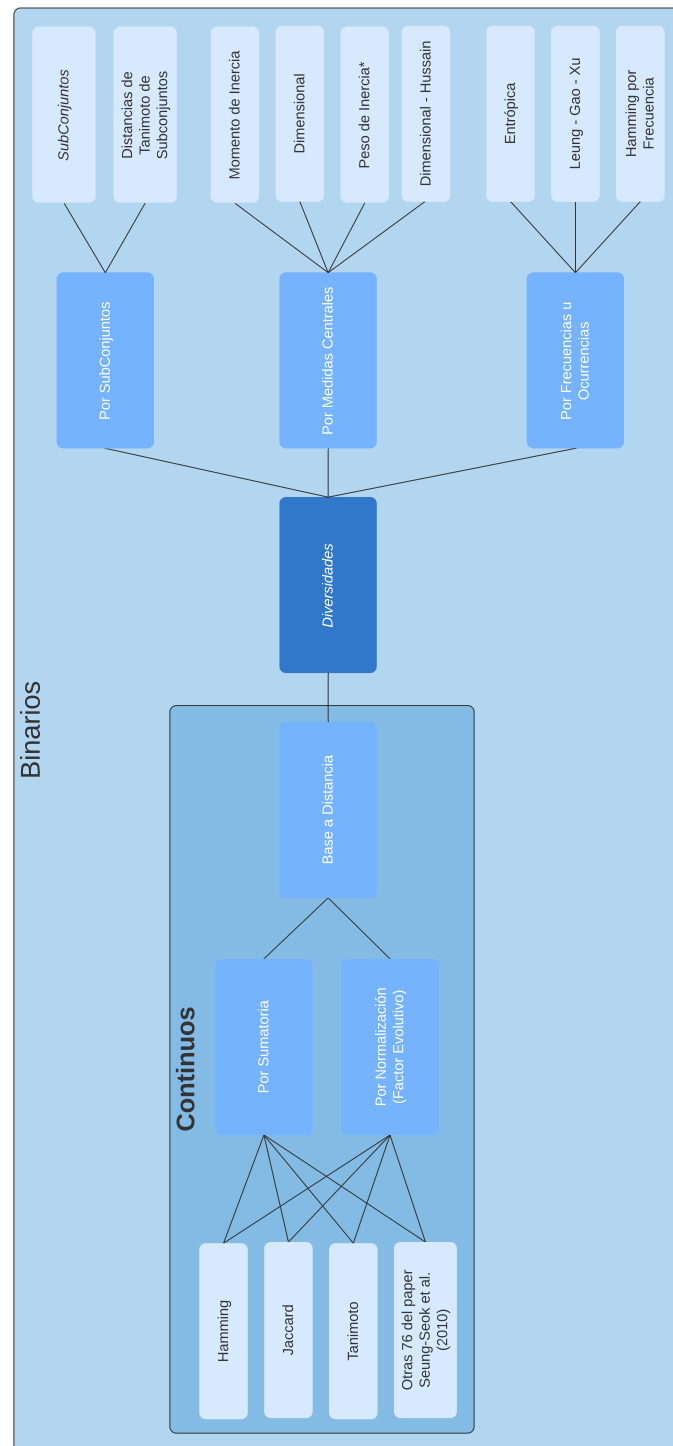 Binarios
Continuos
Hamming
Jaccard
Tanimoto
Otras 76 del paper
Seung-Seok et al.
(2010)
Por Sumatoria
Por Normalización
(Factor Evolutivo)
Base a Distancia
Diversidades
Por SubConjuntos
Por Medidas Centrales
Por Frecuencias u
Ocurrencias
SubConjuntos
Distancias de
Tanimoto de
Subconjuntos
Momento de Inercia
Dimensional
Peso de Inercia*
Dimensional - Hussain
Entrópica
Leung - Gao - Xu
Hamming por
Frecuencia